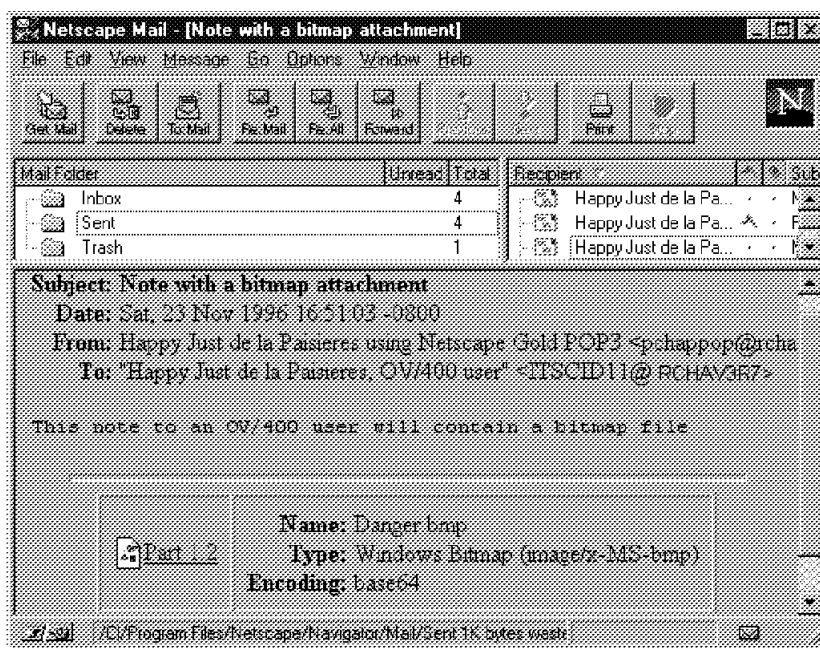 Netscape Mail - [Note with a bitmap attachment]
File Edit View Message Go Options Window Help
Get Mail Delete To: Mail Re: Mail Re: All Forward Print
N
Mail Folder Unread Total Recipient Sub
Inbox 4 Happy Just de la Pa...
Sent 4 Happy Just de la Pa...
Trash 1 Happy Just de la Pa...
Subject: Note with a bitmap attachment
Date: Sat, 23 Nov 1996 16:51:03 -0800
From: Happy Just de la Paisieres using Netscape Gold POP3 <pchappop@rcha
To: "Happy Just de la Paisieres, OV/400 user" <ITSCID11@ RCHAV3R7>
This note to an OV/400 user will contain a bitmap file
Name: Danger.bmp
Part 1.2 Type: Windows Bitmap (image/x-MS-bmp)
Encoding: base64
/C|/Program Files/Netscape/Navigator/Mail/Sent 1K bytes waste